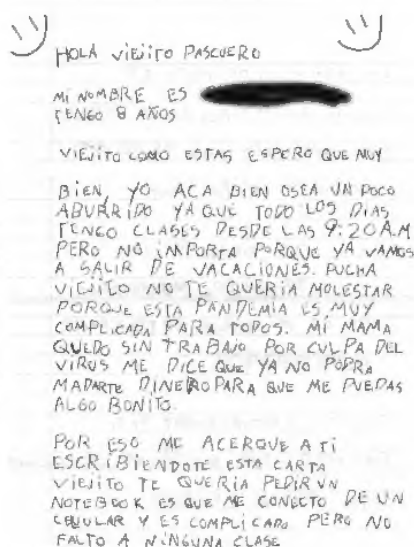 HOLA VIEJITO PASCUERO
MI NOMBRE ES
TENGO 8 AÑOS
VIEJITO COMO ESTAS ESPERO QUE MUY
BIEN, YO ACA BIEN OSEA UN POCO
ABURRIDO YA QUE TODO LOS DIAS
TENGO CLASES DESDE LAS 9:20 A.M
PERO NO IMPORTA PORQUE YA VAMOS
A SALIR DE VACACIONES. PUCHA
VIEJITO NO TE QUERIA MOLESTAR
PORQUE ESTA PANDEMIA ES MUY
COMPLICADA PARA TODOS. MI MAMA
QUEDO SIN TRABAJO POR CULPA DEL
VIRUS ME DICE QUE YA NO PODRA
MADARTE DINERO PARA QUE ME PUEDAS
ALGO BONITO.
POR ESO ME ACERQUE A TI
ESCRIBIENDOTE ESTA CARTA
VIEJITO TE QUERIA PEDIR UN
NOTEBOOK ES QUE ME CONECTO DE UN
CELULAR Y ES COMPLICADO PERO NO
FALTO A NINGUNA CLASE